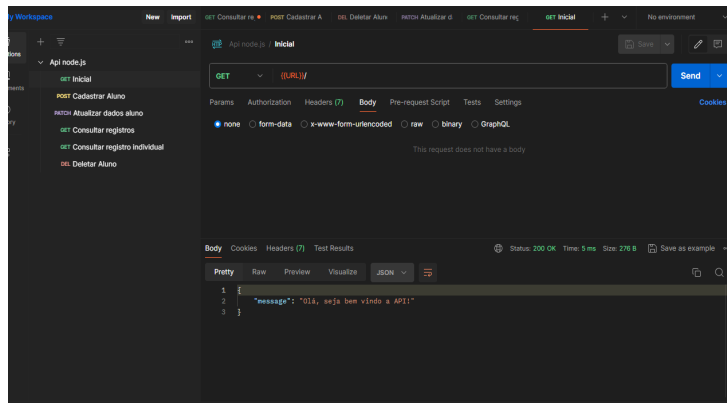 Workspace New Import GET Consultar re POST Cadastrar A DEL Deletar Alun PATCH Atualizar d GET Consultar reg GET Inicial No environment
Api node.js / Inicial Save
Api node.js
GET Inicial
GET {{URL}}/ Send
POST Cadastrar Aluno
PATCH Atualizar dados aluno
Params Authorization Headers (7) Body Pre-request Script Tests Settings Cookies
GET Consultar registros
none form-data x-www-form-urlencoded raw binary GraphQL
GET Consultar registro individual
This request does not have a body
DEL Deletar Aluno
Body Cookies Headers (7) Test Results Status: 200 OK Time: 5 ms Size: 276 B Save as example
Pretty Raw Preview Visualize JSON
1 {
2 "message": "Olá, seja bem vindo a API!"
3 }